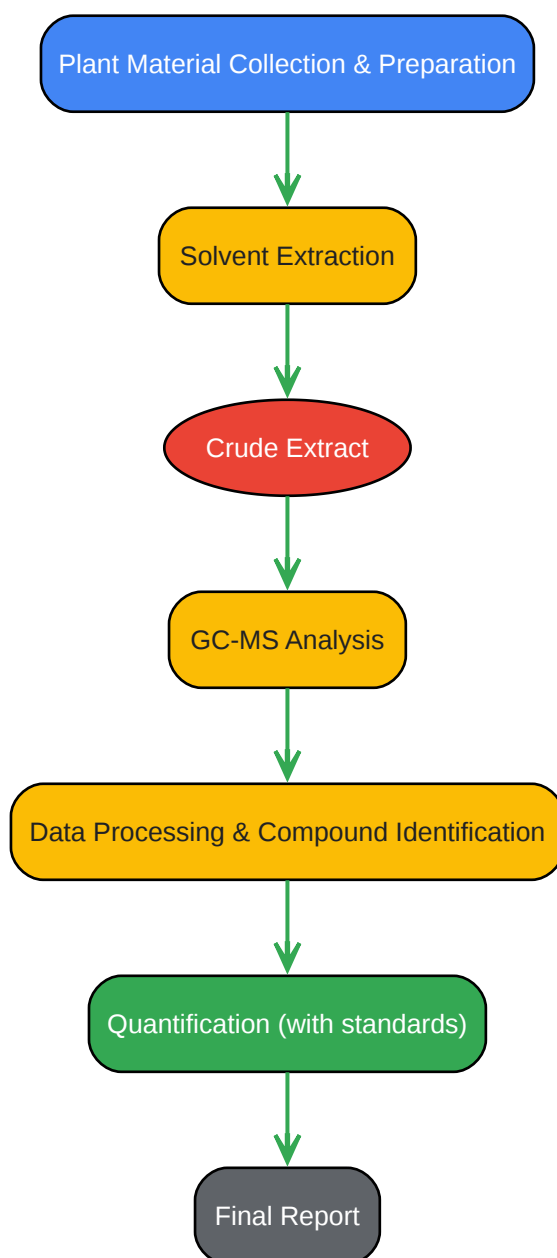 Plant Material Collection & Preparation
Solvent Extraction
Crude Extract
GC-MS Analysis
Data Processing & Compound Identification
Quantification (with standards)
Final Report